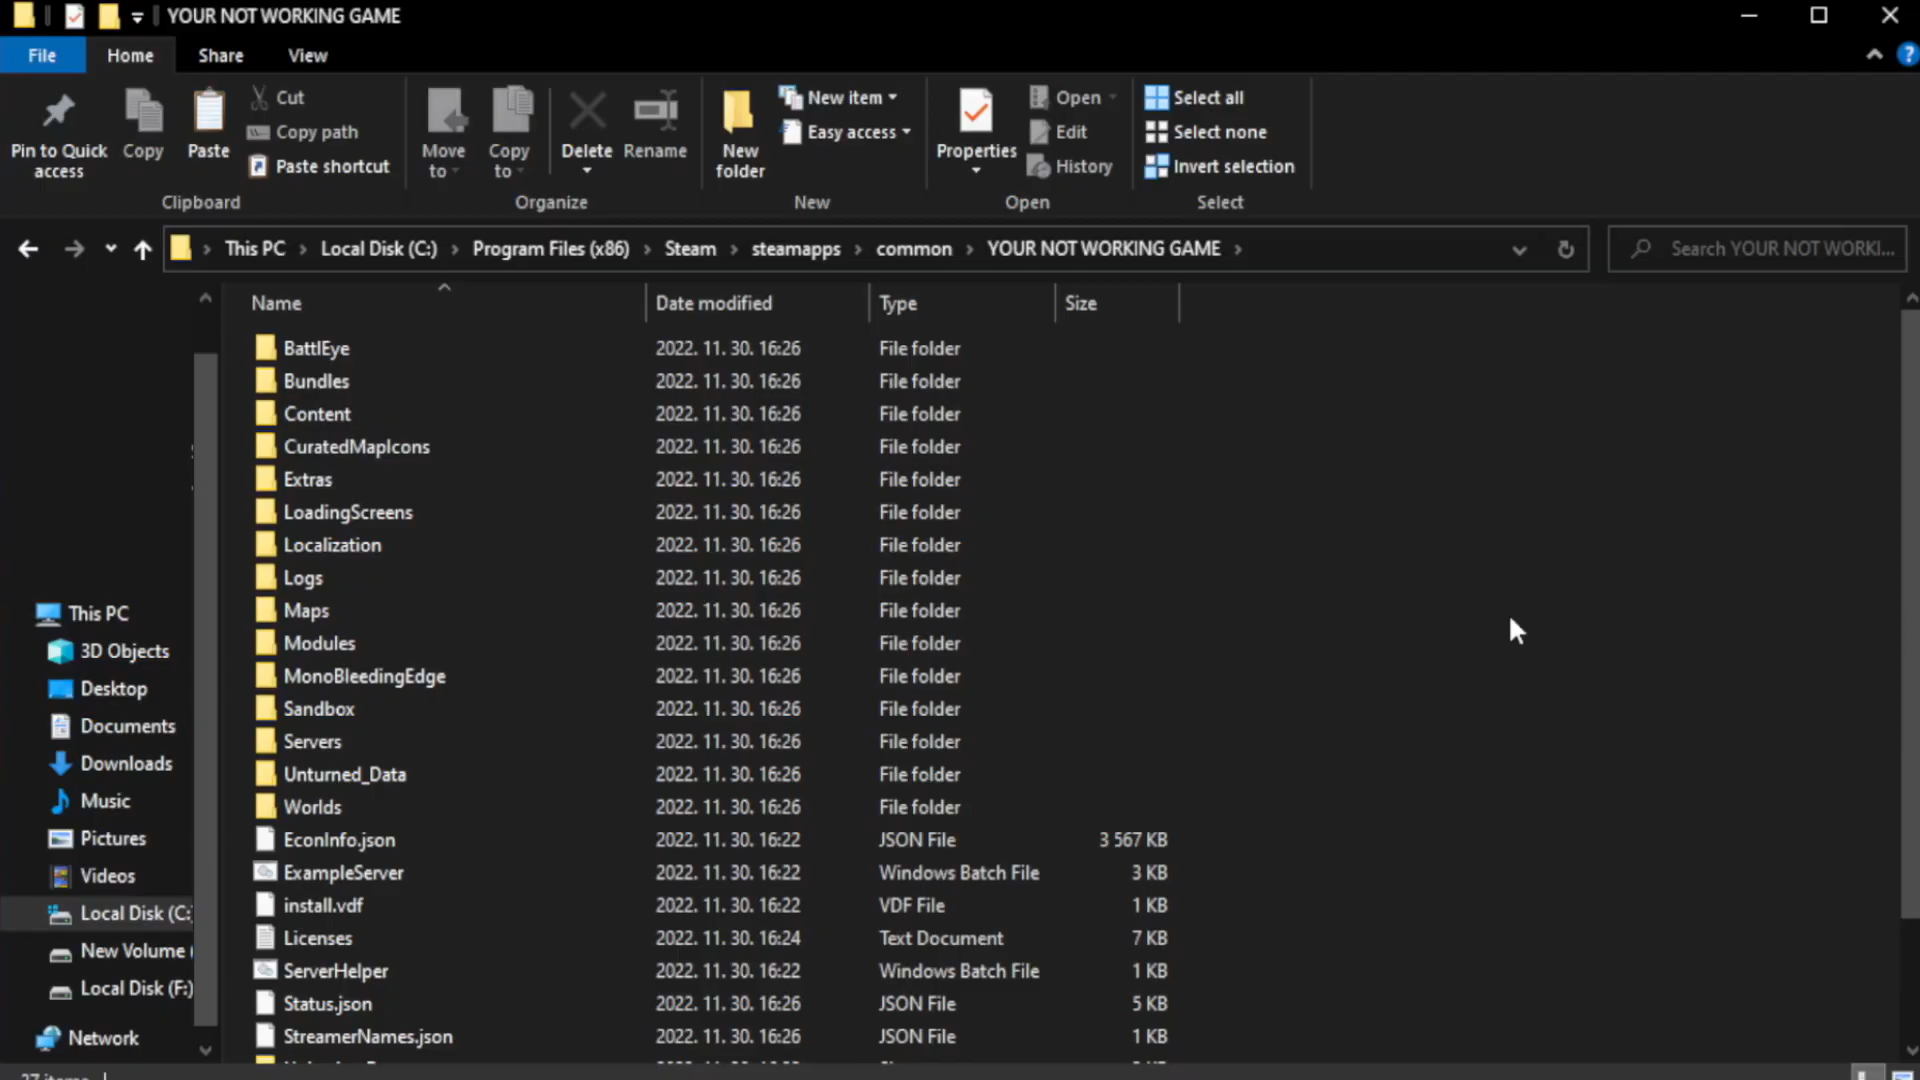 YOUR NOT WORKING GAME
File Home Share View
Pin to Quick access
Copy
Paste
Cut
Copy path
Paste shortcut
Clipboard
Move to
Copy to
Delete
Rename
Organize
New folder
New item
Easy access
New
Properties
Open
Edit
History
Open
Select all
Select none
Invert selection
Select
This PC > Local Disk (C:) > Program Files (x86) > Steam > steamapps > common > YOUR NOT WORKING GAME >
Search YOUR NOT WORKI...
Name Date modified Type Size
BattlEye 2022. 11. 30. 16:26 File folder
Bundles 2022. 11. 30. 16:26 File folder
Content 2022. 11. 30. 16:26 File folder
CuratedMapIcons 2022. 11. 30. 16:26 File folder
Extras 2022. 11. 30. 16:26 File folder
LoadingScreens 2022. 11. 30. 16:26 File folder
Localization 2022. 11. 30. 16:26 File folder
Logs 2022. 11. 30. 16:26 File folder
Maps 2022. 11. 30. 16:26 File folder
Modules 2022. 11. 30. 16:26 File folder
MonoBleedingEdge 2022. 11. 30. 16:26 File folder
Sandbox 2022. 11. 30. 16:26 File folder
Servers 2022. 11. 30. 16:26 File folder
Unturned_Data 2022. 11. 30. 16:26 File folder
Worlds 2022. 11. 30. 16:26 File folder
EconInfo.json 2022. 11. 30. 16:22 JSON File 3 567 KB
ExampleServer 2022. 11. 30. 16:22 Windows Batch File 3 KB
install.vdf 2022. 11. 30. 16:22 VDF File 1 KB
Licenses 2022. 11. 30. 16:24 Text Document 7 KB
ServerHelper 2022. 11. 30. 16:22 Windows Batch File 1 KB
Status.json 2022. 11. 30. 16:26 JSON File 5 KB
StreamerNames.json 2022. 11. 30. 16:26 JSON File 1 KB
This PC
3D Objects
Desktop
Documents
Downloads
Music
Pictures
Videos
Local Disk (C:)
New Volume (
Local Disk (F:)
Network
27 items